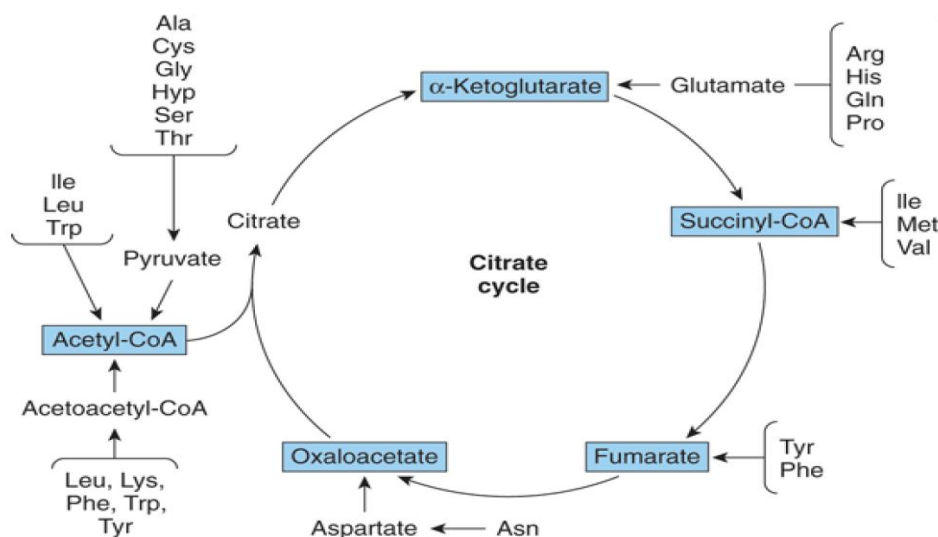 Ala
Cys
Gly
Hyp
Ser
Thr
Ile
Leu
Trp
Pyruvate
Acetyl-CoA
Acetoacetyl-CoA
Leu, Lys,
Phe, Trp,
Tyr
Citrate
α-Ketoglutarate
Glutamate
Arg
His
Gln
Pro
Succinyl-CoA
Ile
Met
Val
Citrate
cycle
Fumarate
Tyr
Phe
Oxaloacetate
Aspartate
Asn